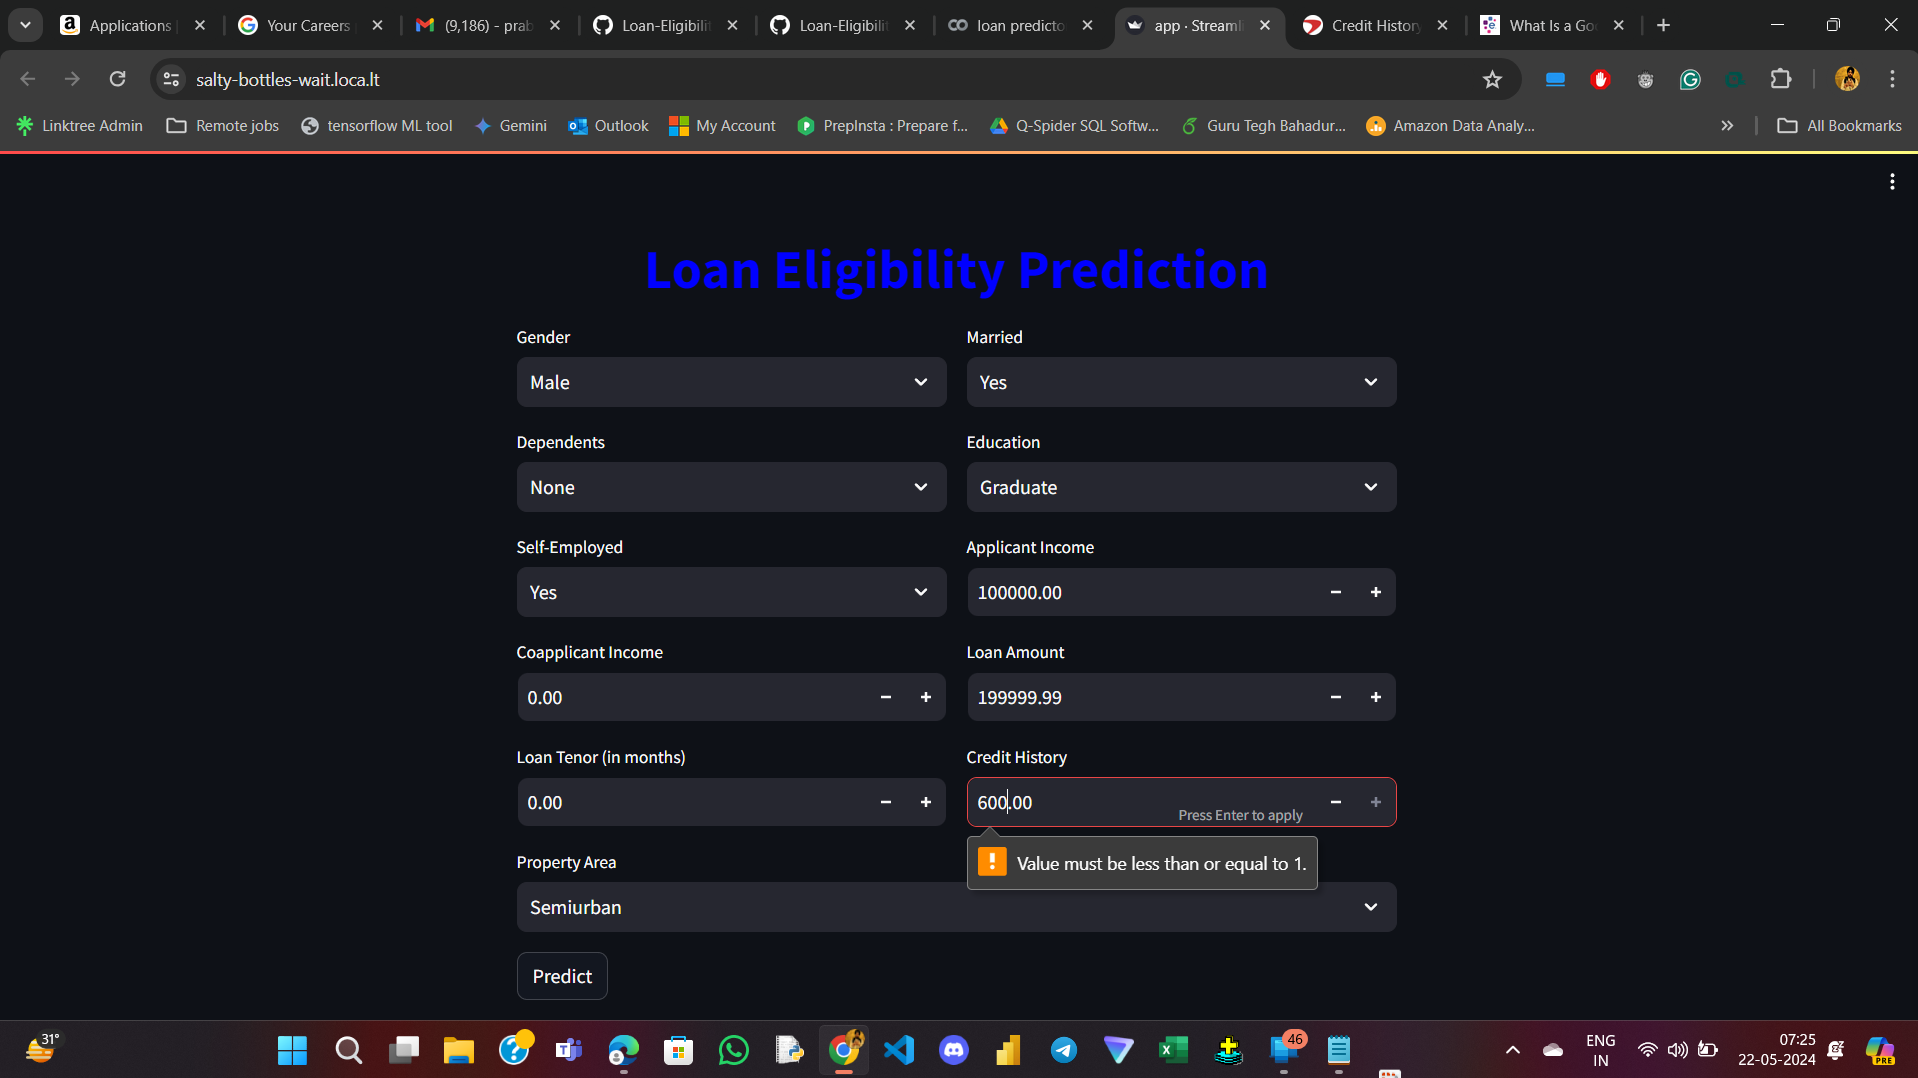 Applications
Your Careers
(9,186) - prab
Loan-Eligibilit
Loan-Eligibilit
loan predicto
app · Streamli
Credit History
What Is a Go
salty-bottles-wait.loca.lt
Linktree Admin
Remote jobs
tensorflow ML tool
Gemini
Outlook
My Account
PrepInsta : Prepare f...
Q-Spider SQL Softw...
Guru Tegh Bahadur...
Amazon Data Analy...
All Bookmarks
Loan Eligibility Prediction
Gender
Married
Male
Yes
Dependents
Education
None
Graduate
Self-Employed
Applicant Income
Yes
100000.00
Coapplicant Income
Loan Amount
0.00
199999.99
Loan Tenor (in months)
Credit History
0.00
600.00
Press Enter to apply
Value must be less than or equal to 1.
Property Area
Semiurban
Predict
31°
46
ENG
IN
07:25
22-05-2024
PRE